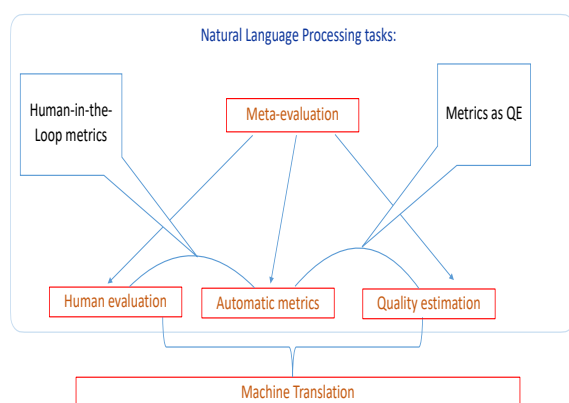 Natural Language Processing tasks:
Human-in-the-
Loop metrics
Meta-evaluation
Metrics as QE
Human evaluation
Automatic metrics
Quality estimation
Machine Translation